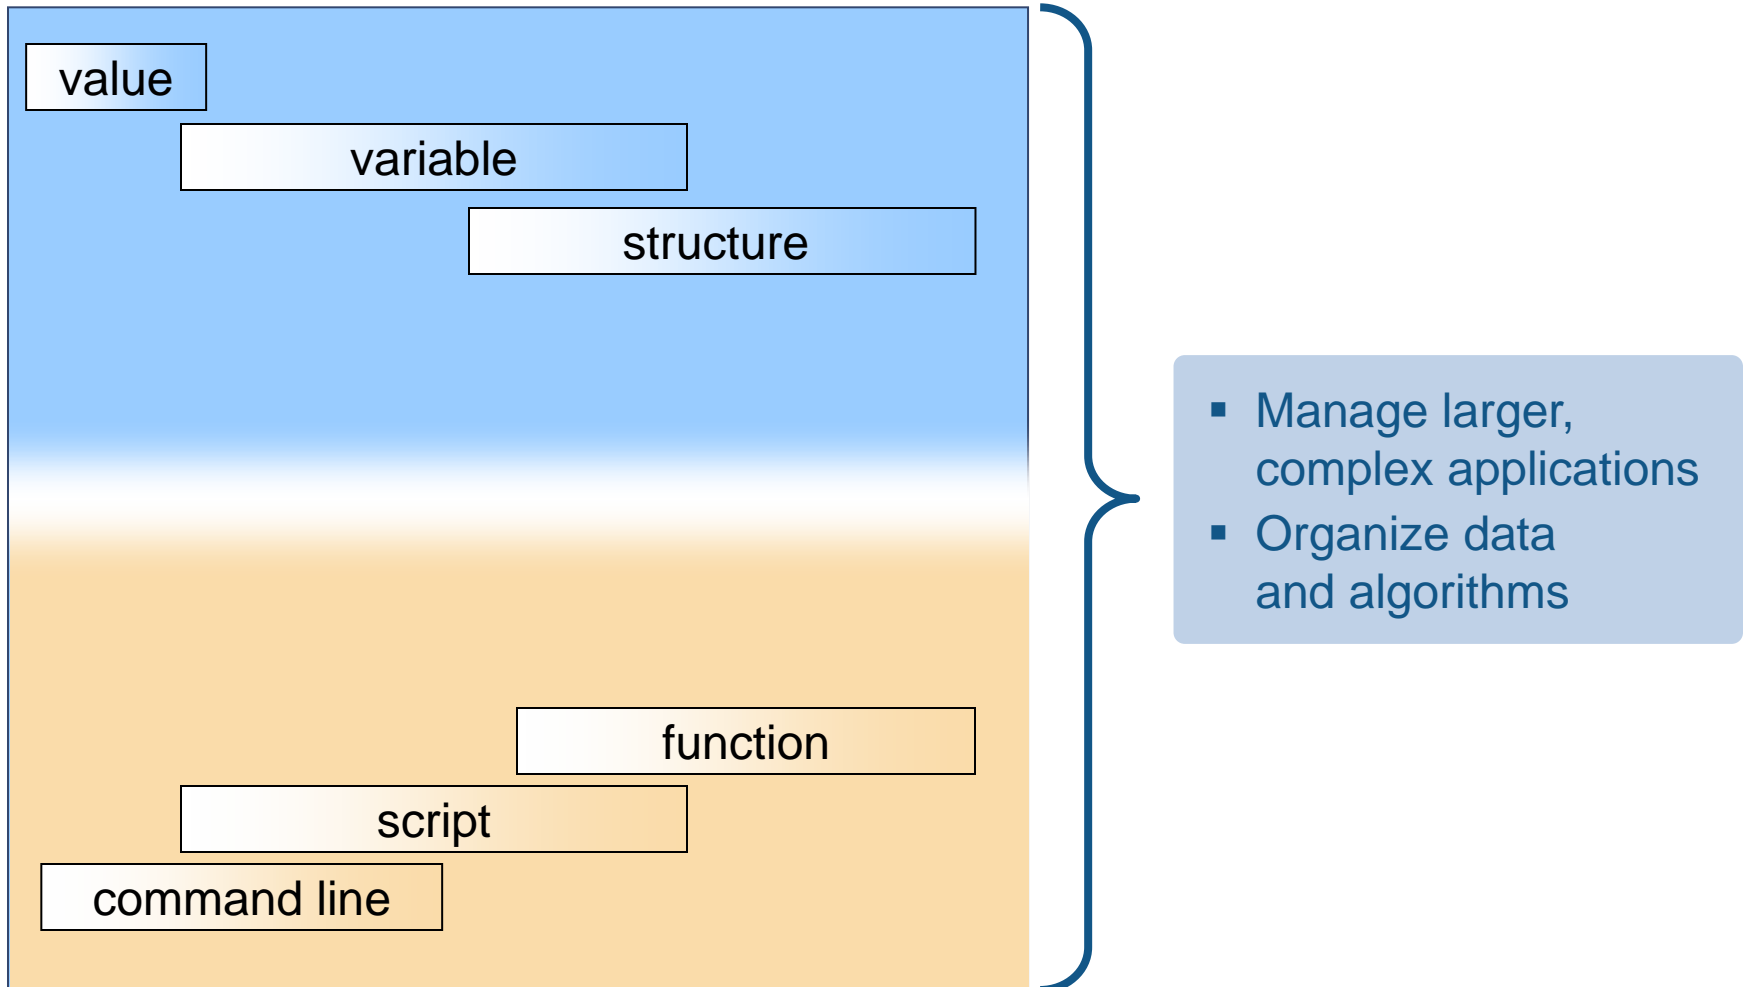 value
variable
structure
function
script
command line
▪ Manage larger,
complex applications
▪ Organize data
and algorithms